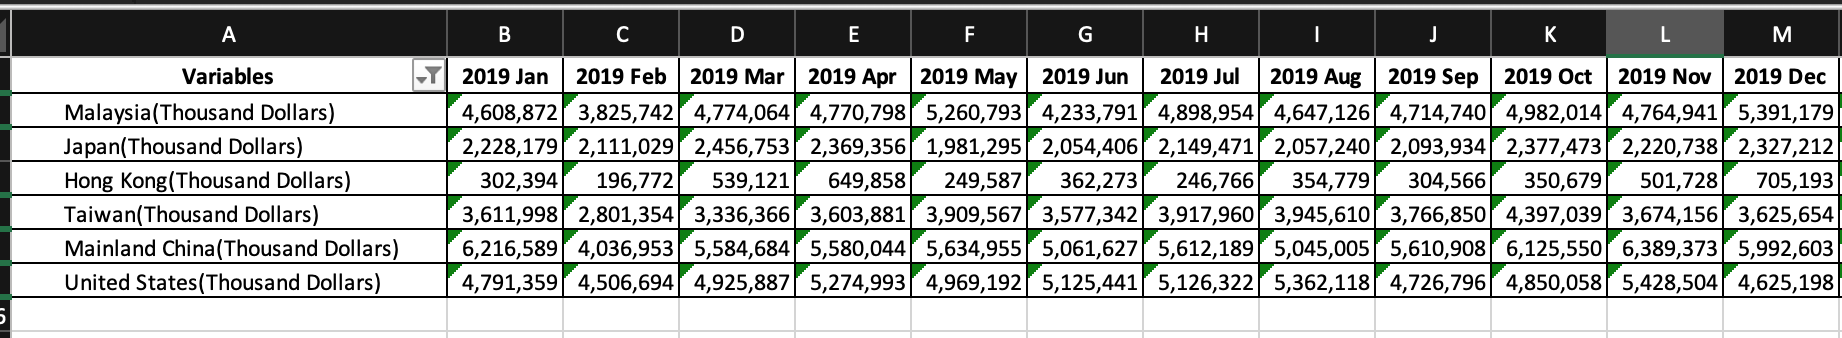 A B C D E F G H I J K L M
Variables 2019 Jan 2019 Feb 2019 Mar 2019 Apr 2019 May 2019 Jun 2019 Jul 2019 Aug 2019 Sep 2019 Oct 2019 Nov 2019 Dec
Malaysia(Thousand Dollars) 4,608,872 3,825,742 4,774,064 4,770,798 5,260,793 4,233,791 4,898,954 4,647,126 4,714,740 4,982,014 4,764,941 5,391,179
Japan(Thousand Dollars) 2,228,179 2,111,029 2,456,753 2,369,356 1,981,295 2,054,406 2,149,471 2,057,240 2,093,934 2,377,473 2,220,738 2,327,212
Hong Kong(Thousand Dollars) 302,394 196,772 539,121 649,858 249,587 362,273 246,766 354,779 304,566 350,679 501,728 705,193
Taiwan(Thousand Dollars) 3,611,998 2,801,354 3,336,366 3,603,881 3,909,567 3,577,342 3,917,960 3,945,610 3,766,850 4,397,039 3,674,156 3,625,654
Mainland China(Thousand Dollars) 6,216,589 4,036,953 5,584,684 5,580,044 5,634,955 5,061,627 5,612,189 5,045,005 5,610,908 6,125,550 6,389,373 5,992,603
United States(Thousand Dollars) 4,791,359 4,506,694 4,925,887 5,274,993 4,969,192 5,125,441 5,126,322 5,362,118 4,726,796 4,850,058 5,428,504 4,625,198